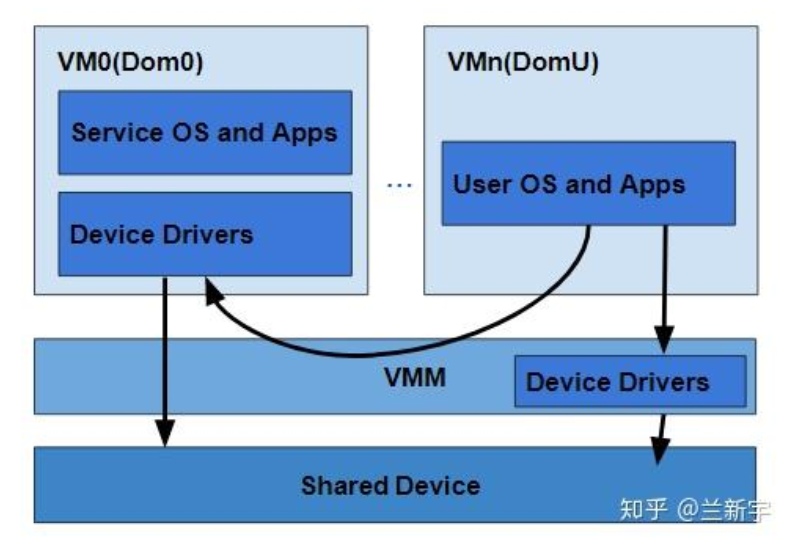 VM0(Dom0)
Service OS and Apps
Device Drivers
...
VMn(DomU)
User OS and Apps
VMM
Device Drivers
Shared Device
知乎 @兰新宇